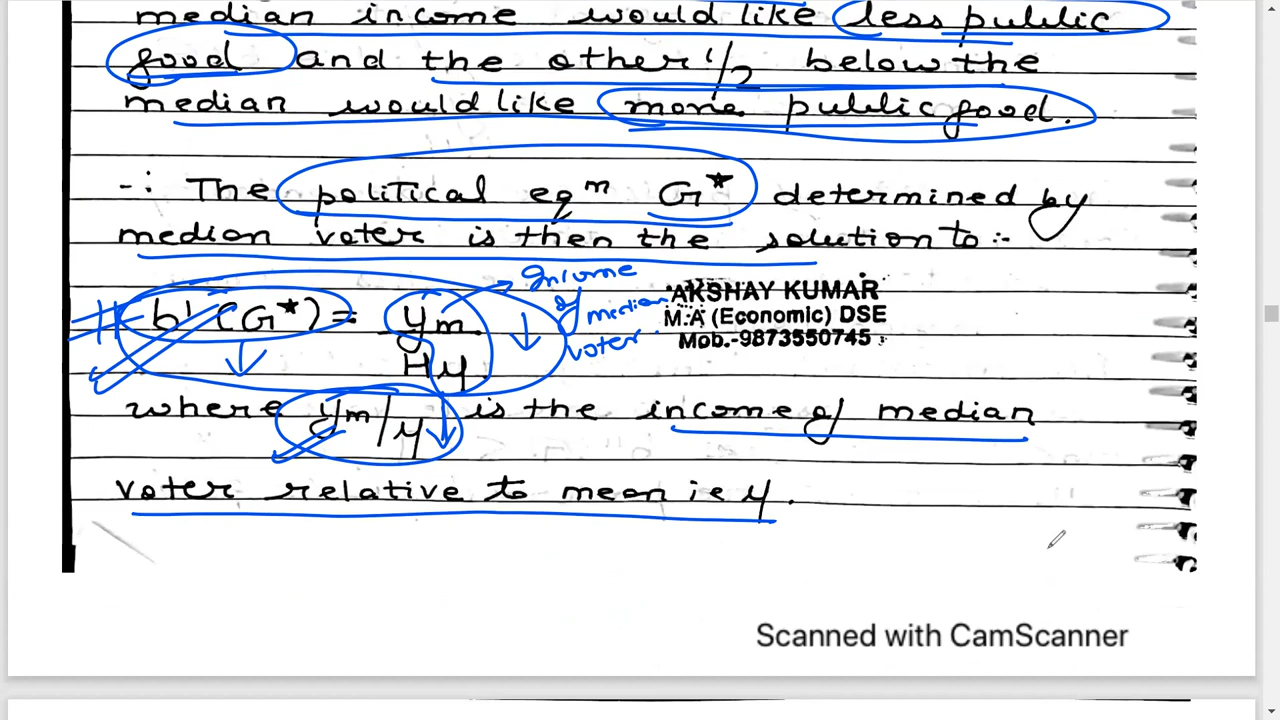 median income would like less public
good and the other 1/2 below the
median would like more public good.
∴ The political eqm G* determined by
median voter is then the solution to :-
b'(G*) = ym / Hy
Income
of
median
voter
AKSHAY KUMAR
M.A (Economic) DSE
Mob.-9873550745
where ym/y is the income of median
voter relative to mean ie y.
Scanned with CamScanner